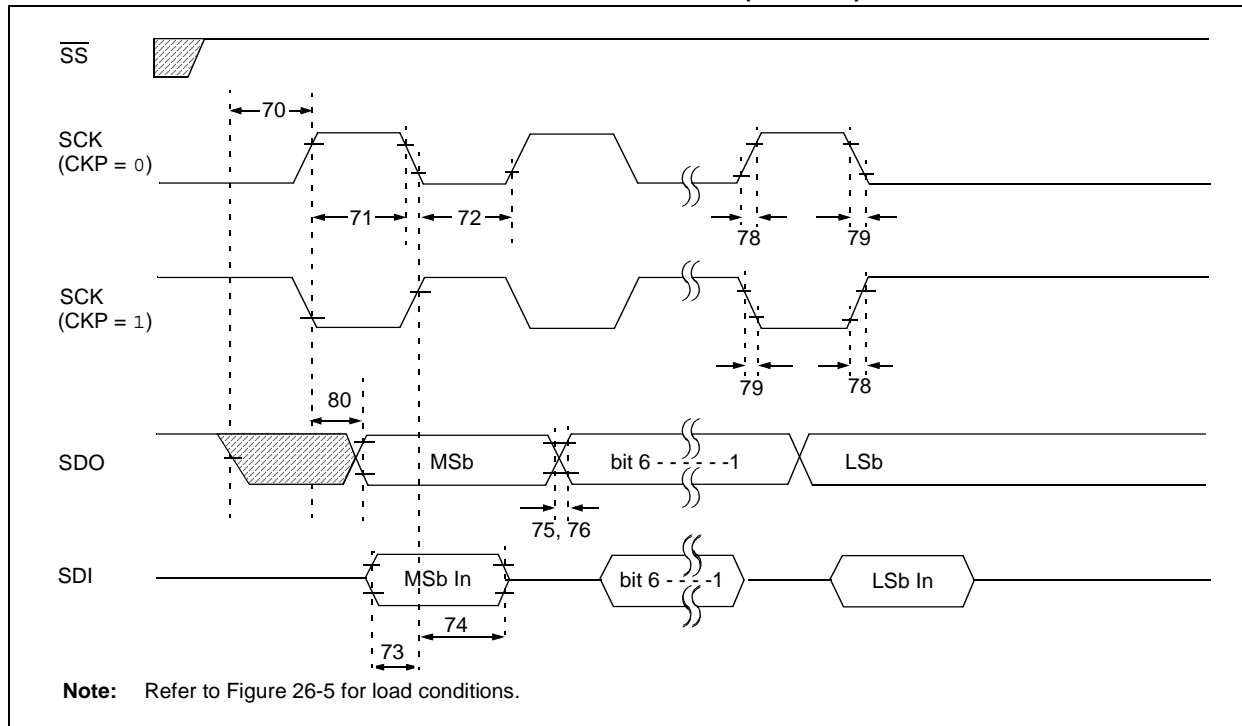 SS
70
SCK
(CKP = 0)
71
72
78
79
SCK
(CKP = 1)
79
78
80
SDO
MSb
bit 6 - - - - - -1
LSb
75, 76
SDI
MSb In
bit 6 - - - - -1
LSb In
74
73
Note: Refer to Figure 26-5 for load conditions.